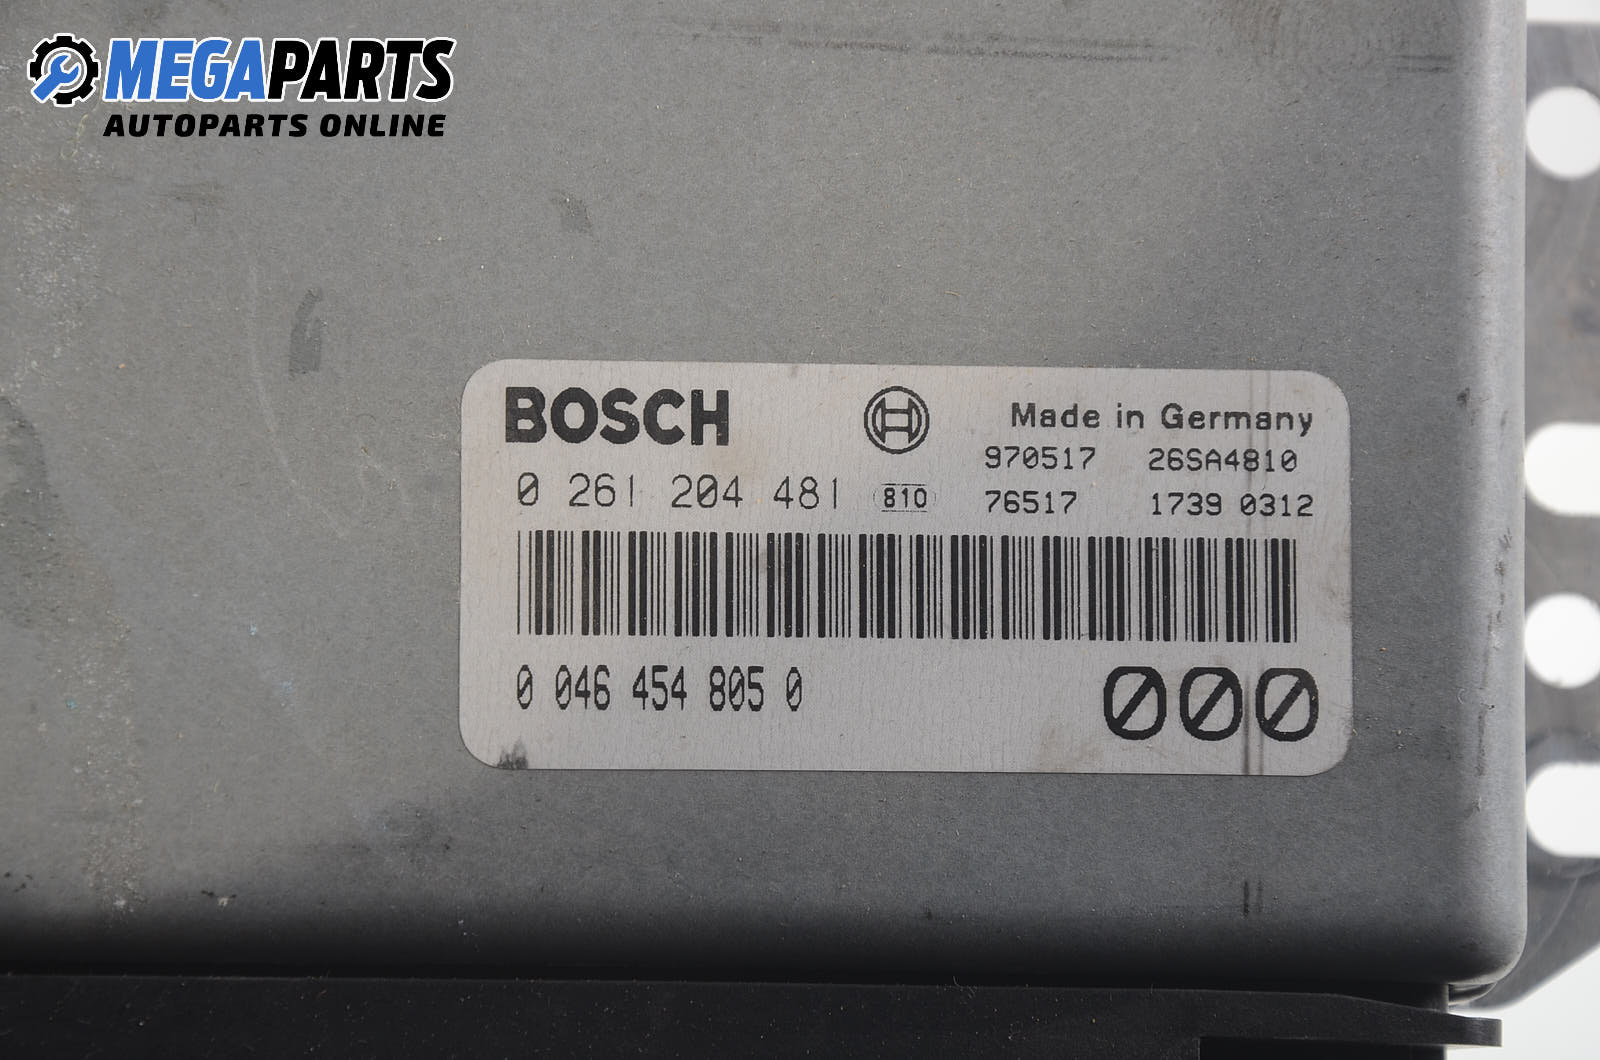 MEGAPARTS
AUTOPARTS ONLINE
BOSCH
Made in Germany
970517 26SA4810
0 261 204 481 810 76517 1739 0312
0 046 454 805 0 000